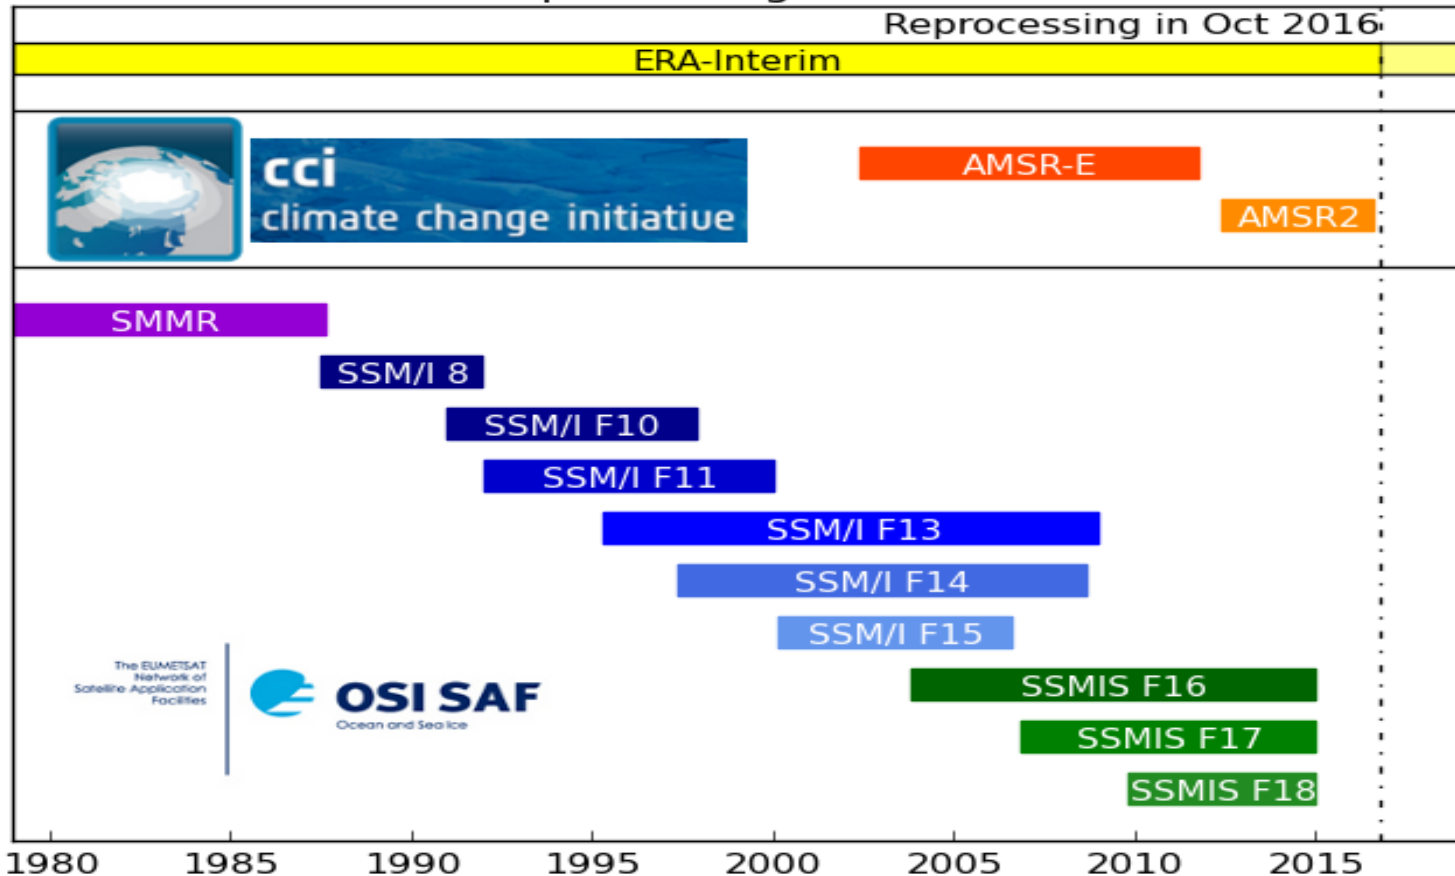 Reprocessing in Oct 2016
ERA-Interim
cci
climate change initiative
AMSR-E
AMSR2
SMMR
SSM/I 8
SSM/I F10
SSM/I F11
SSM/I F13
SSM/I F14
SSM/I F15
The EUMETSAT
Network of
Satellite Application
Facilities
OSI SAF
Ocean and Sea Ice
SSMIS F16
SSMIS F17
SSMIS F18
1980 1985 1990 1995 2000 2005 2010 2015